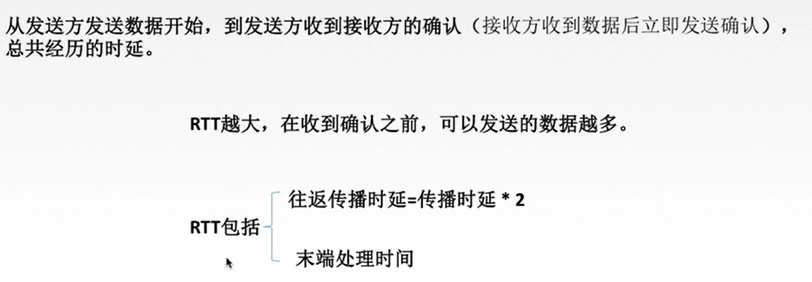 从发送方发送数据开始，到发送方收到接收方的确认（接收方收到数据后立即发送确认），
总共经历的时延。
RTT越大，在收到确认之前，可以发送的数据越多。
往返传播时延=传播时延 * 2
RTT包括
末端处理时间